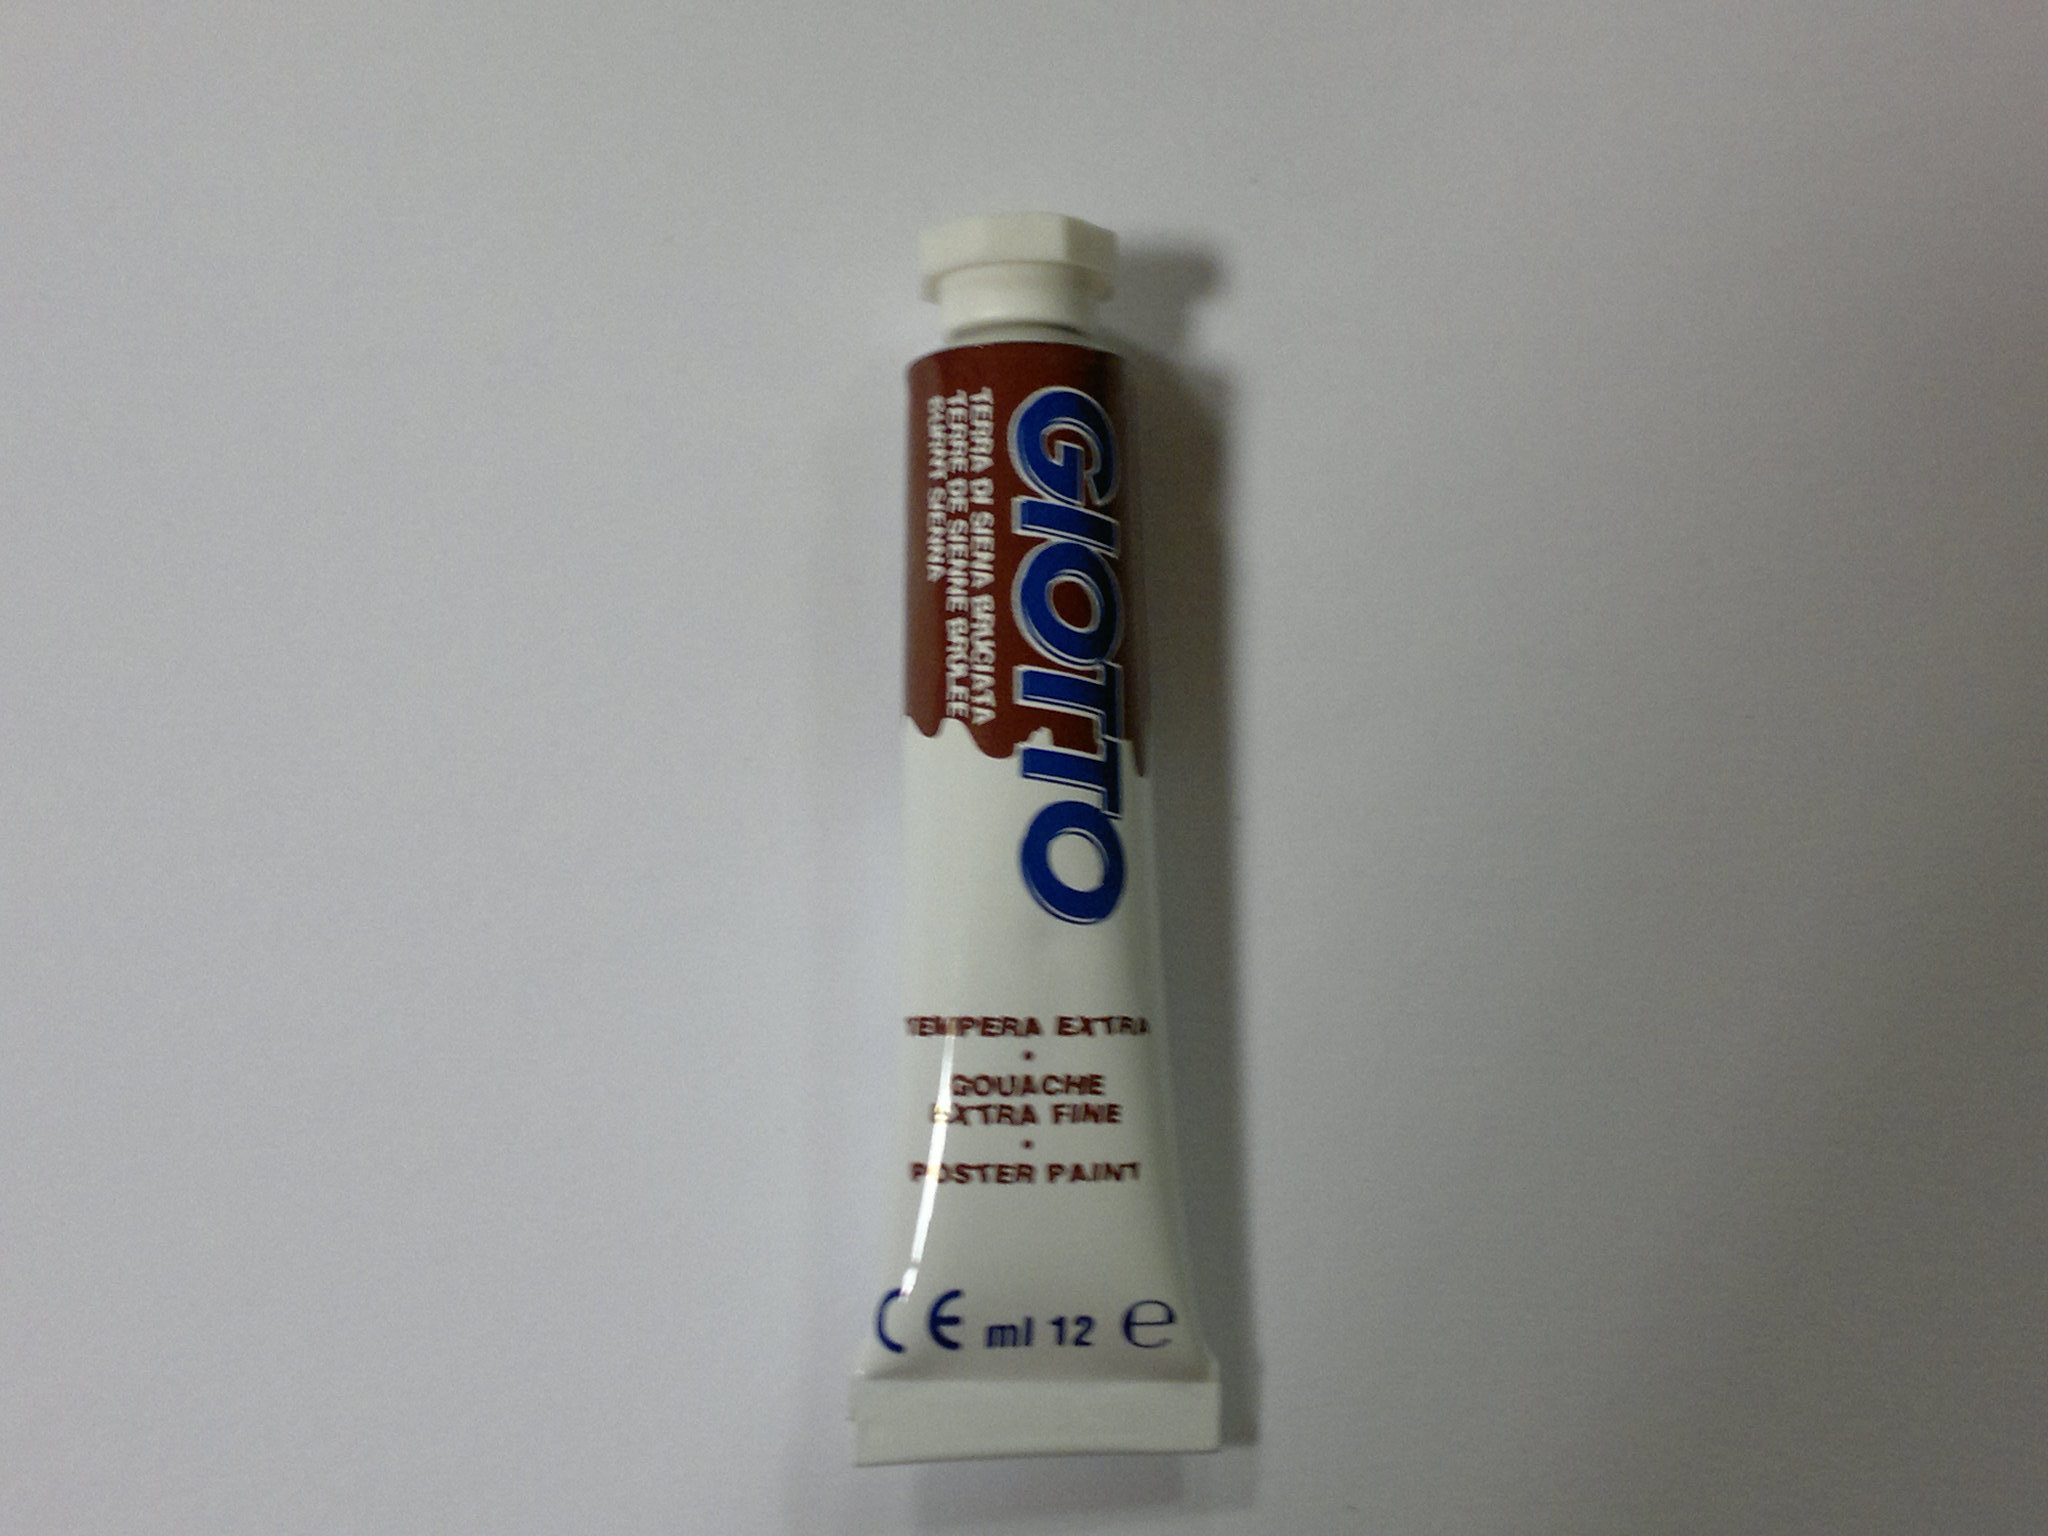 GIOTTO
TERRA DI SIENA BRUCIATA
TERRE DE SIENNE BRULEE
BURNT SIENNA
TEMPERA EXTRA
•
GOUACHE
EXTRA FINE
•
POSTER PAINT
CE ml 12 e